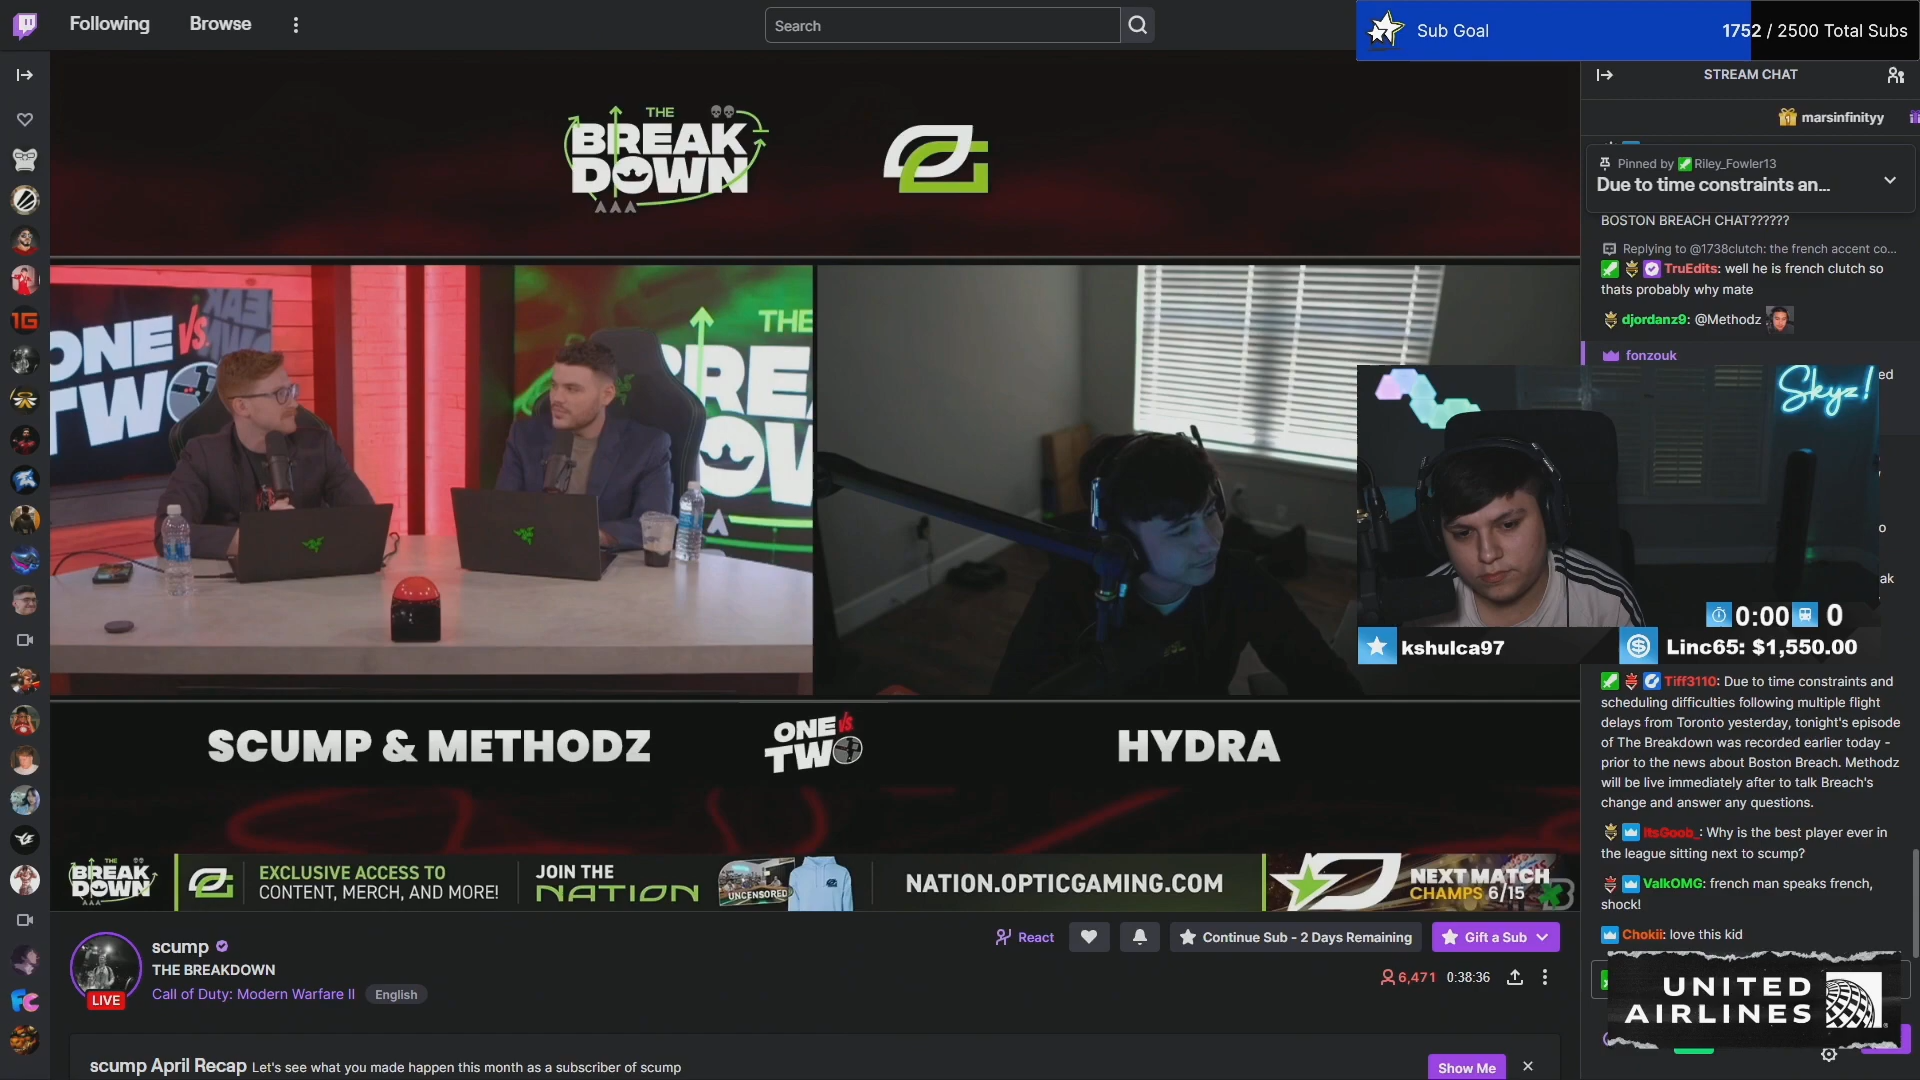 Following
Browse
Search
Sub Goal
1752 / 2500 Total Subs
STREAM CHAT
marsinfinityy
Pinned by Riley_Fowler13
Due to time constraints an...
BOSTON BREACH CHAT??????
Replying to @1738clutch: the french accent co...
TruEdits: well he is french clutch so
thats probably why mate
djordanz9: @Methodz
fonzouk
ed
o
ak
THE
BREAK
DOWN
ONE
VS.
TWO
THE
BREA
Skyz!
0:00
0
kshulca97
Linc65: $1,550.00
SCUMP & METHODZ
ONE VS
TWO
HYDRA
Tiff3110: Due to time constraints and
scheduling difficulties following multiple flight
delays from Toronto yesterday, tonight's episode
of The Breakdown was recorded earlier today -
prior to the news about Boston Breach. Methodz
will be live immediately after to talk Breach's
change and answer any questions.
ItsGoob_: Why is the best player ever in
the league sitting next to scump?
ValkOMG: french man speaks french,
shock!
Chokii: love this kid
THE
BREAK
DOWN
EXCLUSIVE ACCESS TO
CONTENT, MERCH, AND MORE!
JOIN THE
NATION
UNCENSORED
NATION.OPTICGAMING.COM
NEXT MATCH
CHAMPS 6/15
scump
THE BREAKDOWN
Call of Duty: Modern Warfare II
English
LIVE
React
Continue Sub - 2 Days Remaining
Gift a Sub
6,471
0:38:36
UNITED
AIRLINES
scump April Recap Let's see what you made happen this month as a subscriber of scump
Show Me